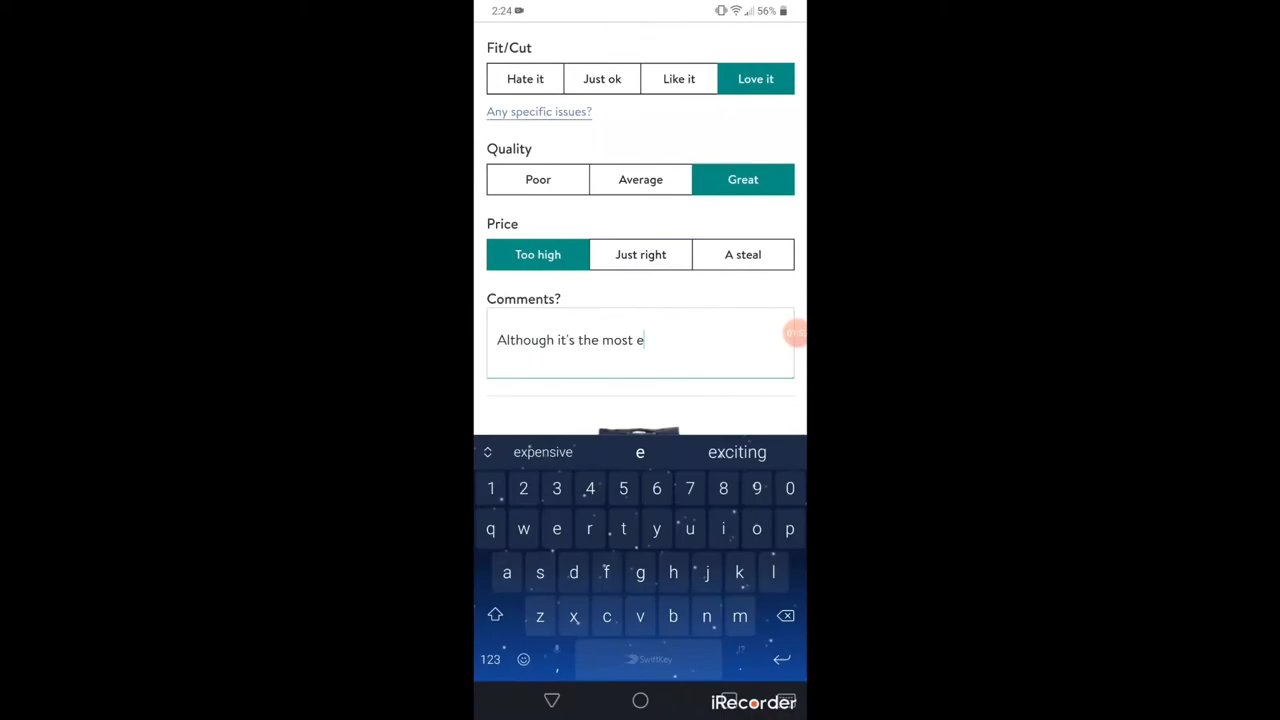 2:24 56%
Fit/Cut
Hate it Just ok Like it Love it
Any specific issues?
Quality
Poor Average Great
Price
Too high Just right A steal
Comments?
Although it's the most e
expensive e exciting
1 2 3 4 5 6 7 8 9 0
q w e r t y u i o p
a s d f g h j k l
z x c v b n m
123 , SwiftKey . !?
iRecorder